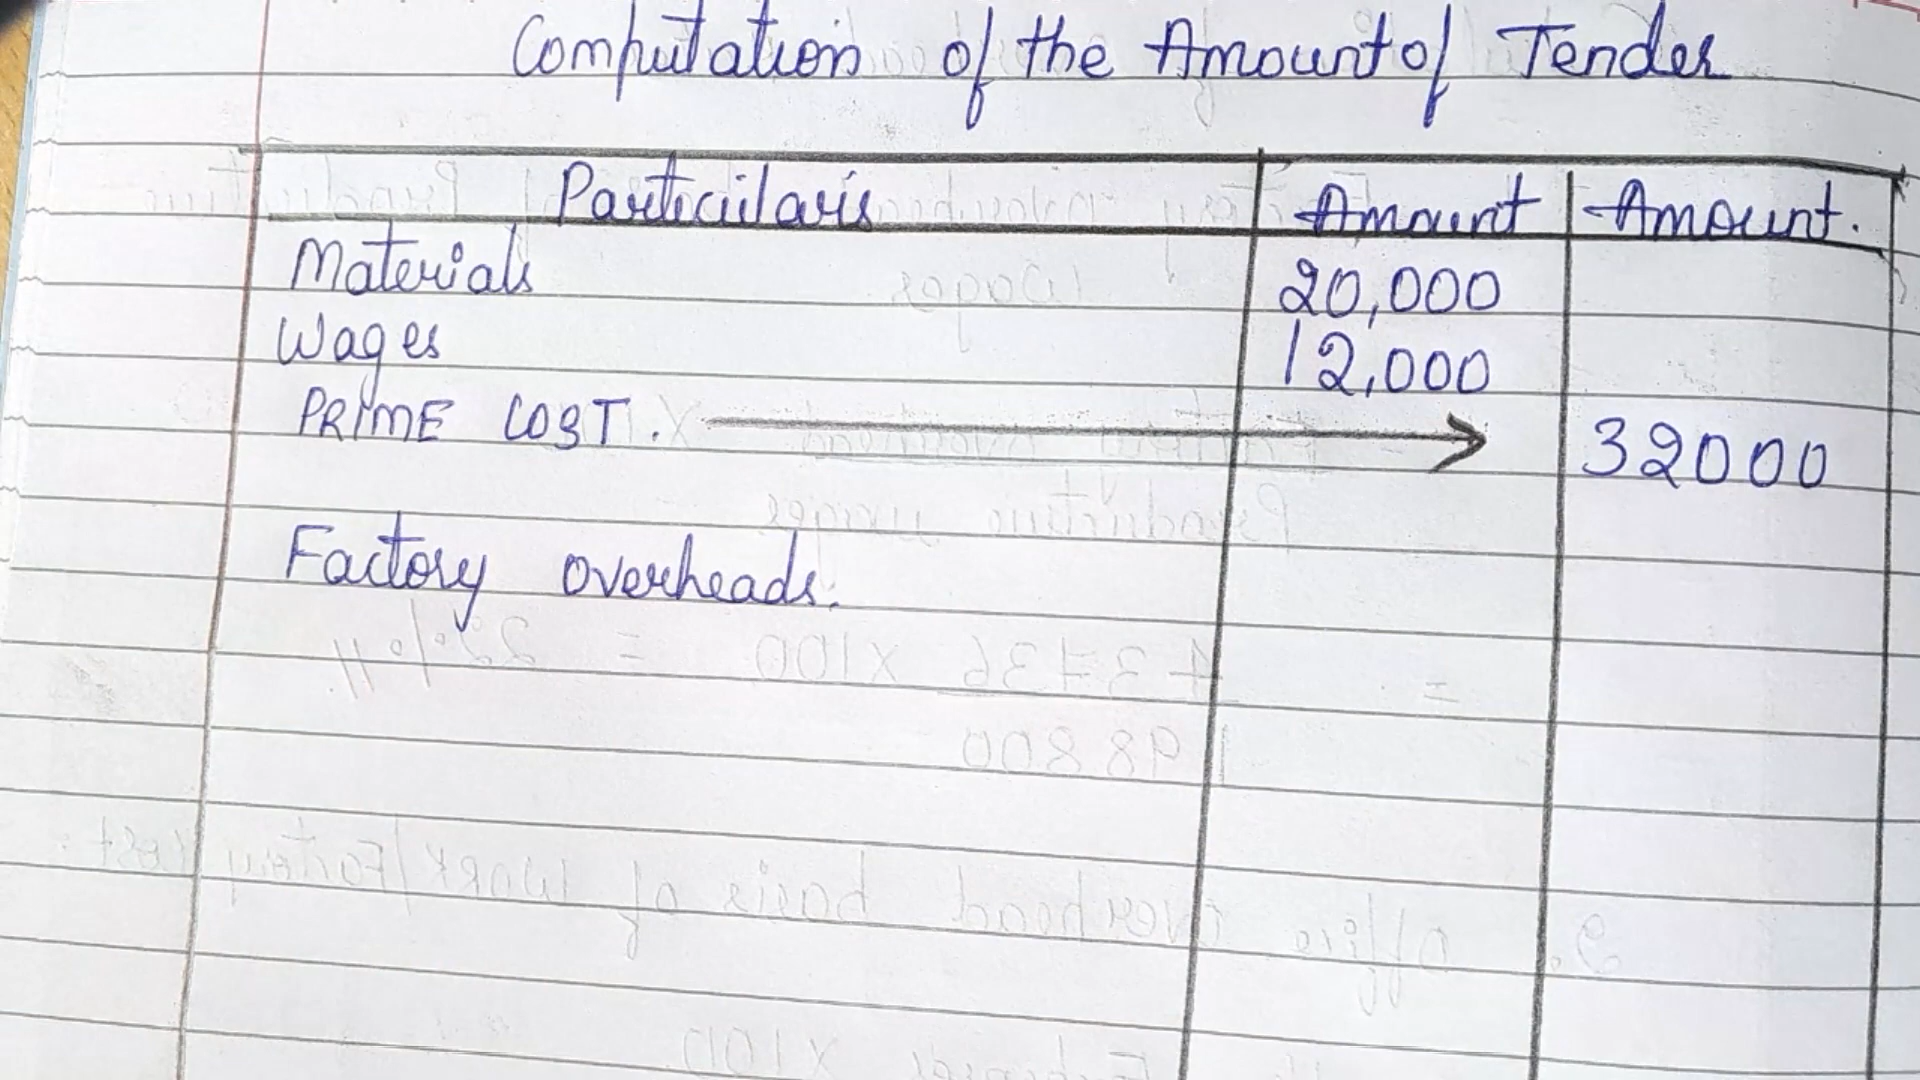 Computation of the Amount of Tender
Particulars Amount Amount.
Materials 20,000
Wages 12,000
PRIME COST. 32000
Factory overheads.